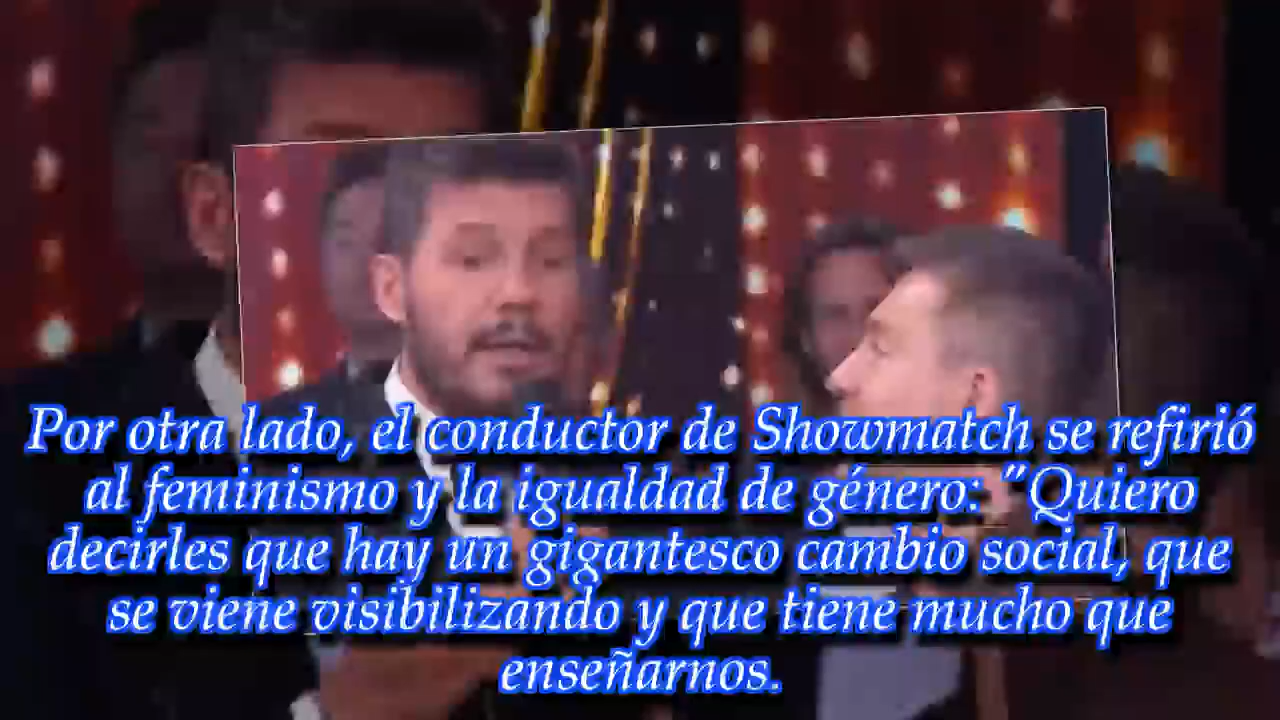 Por otra lado, el conductor de Showmatch se refirió
al feminismo y la igualdad de género: "Quiero
decirles que hay un gigantesco cambio social, que
se viene visibilizando y que tiene mucho que
enseñarnos.